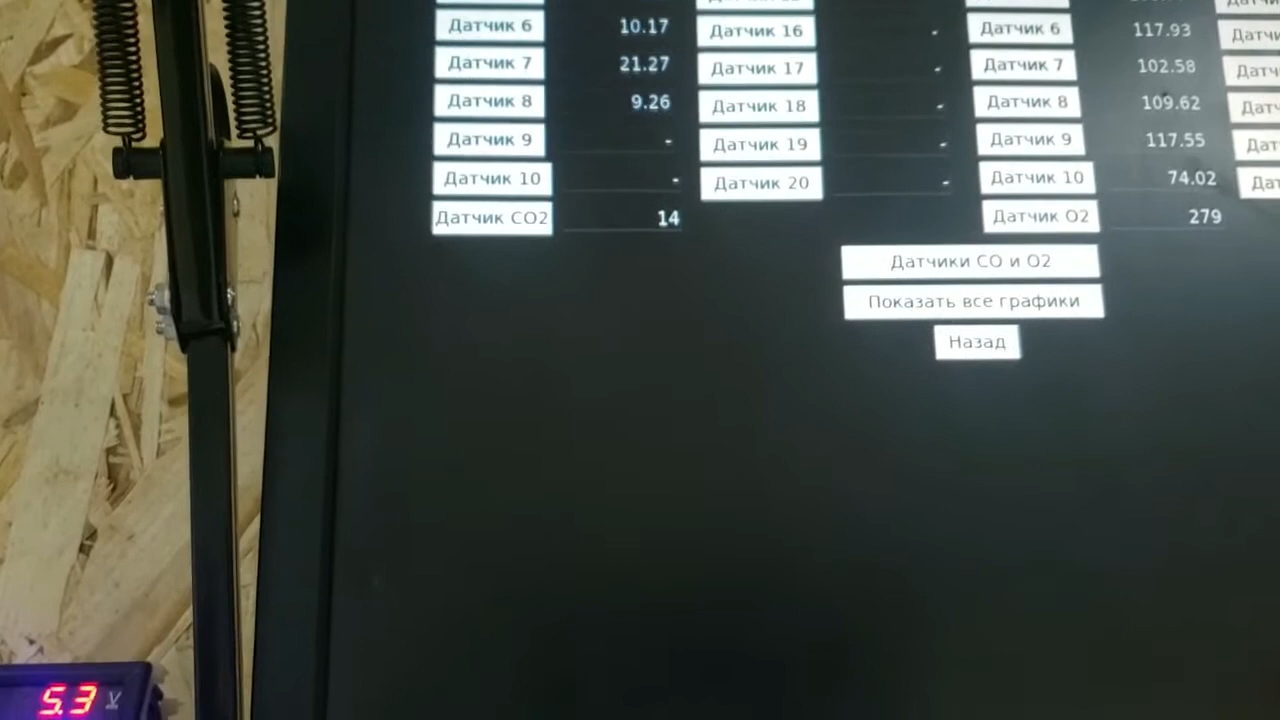 Датчик 6 10.17 - Датчик 16 - Датчик 6 117.93
Датчик 7 21.27 Датчик 17 - Датчик 7 102.58
Датчик 8 9.26 Датчик 18 - Датчик 8 109.62
Датчик 9 - Датчик 19 - Датчик 9 117.55
Датчик 10 - Датчик 20 - Датчик 10 74.02
Датчик CO2 14 Датчик O2 279
Датчики CO и O2
Показать все графики
Назад
5.3 V